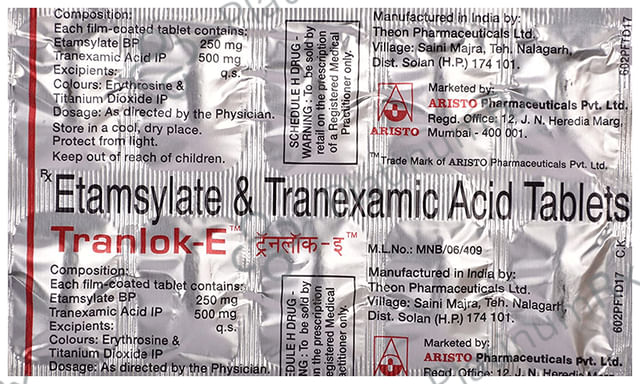 Composition:
Each film-coated tablet contains:
Etamsylate BP 250 mg
Tranexamic Acid IP 500 mg
Excipients: q.s.
Colours: Erythrosine &
Titanium Dioxide IP
Dosage: As directed by the Physician.
Store in a cool, dry place.
Protect from light.
Keep out of reach of children.
SCHEDULE H DRUG -
WARNING : To be sold by
retail on the prescription
of a Registered Medical
Practitioner only.
Manufactured in India by:
Theon Pharmaceuticals Ltd.
Village: Saini Majra, Teh. Nalagarh,
Dist. Solan (H.P.) 174 101.
ARISTO
Marketed by:
ARISTO Pharmaceuticals Pvt. Ltd.
Regd. Office: 12, J. N. Heredia Marg,
Mumbai - 400 001.
™Trade Mark of ARISTO Pharmaceuticals Pvt. Ltd.
602PFTD17
Rx Etamsylate & Tranexamic Acid Tablets
Tranlok-E™ ट्रॅनलॉक-इ™
M.L.No.: MNB/06/409
C.K.
Composition:
Each film-coated tablet contains:
Etamsylate BP 250 mg
Tranexamic Acid IP 500 mg
Excipients: q.s.
Colours: Erythrosine &
Titanium Dioxide IP
Dosage: As directed by the Physician.
DULE H DRUG -
NG : To be sold by
n the prescription
egistered Medical
actitioner only.
Manufactured in India by:
Theon Pharmaceuticals Ltd.
Village: Saini Majra, Teh. Nalagarh,
Dist. Solan (H.P.) 174 101.
Marketed by:
ARISTO Pharmaceuticals Pvt. Ltd.
Regd. Office: 12, J. N. Heredia Marg,
602PFTD17